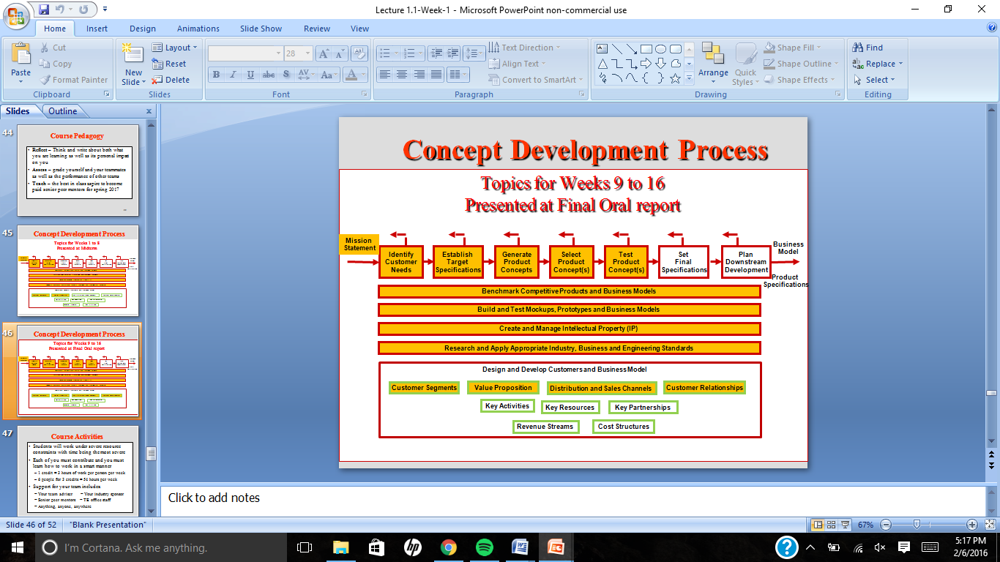 Lecture 1.1-Week-1 - Microsoft PowerPoint non-commercial use
Home Insert Design Animations Slide Show Review View
Paste
Cut
Copy
Format Painter
Clipboard
New
Slide
Layout
Reset
Delete
Slides
28
B I U abc S AV Aa A
Font
Text Direction
Align Text
Convert to SmartArt
Paragraph
Arrange
Quick
Styles
Shape Fill
Shape Outline
Shape Effects
Drawing
Find
Replace
Select
Editing
Slides Outline x
44
Course Pedagogy
• Reflect – Think and write about both what
you are learning as well as its personal impact
on you
• Assess – grade yourself and your teammates
as well as the performance of other teams
• Teach – the best in class aspire to become
paid senior peer mentors for spring 2017
45
Concept Development Process
Topics for Weeks 1 to 8
Presented at Midterm
46
Concept Development Process
Topics for Weeks 9 to 16
Presented at Final Oral report
47
Course Activities
• Students will work under severe resource
constraints with time being the most severe
• Each of you must contribute and you must
learn how to work in a smart manner
– 1 credit = 3 hours of work per person per week
– 6 people for 3 credits = 54 hours per week
• Support for your team includes:
– Your team advisor – Your industry sponsor
– Senior peer mentors – TE office staff
– Anything, anyone, anywhere
Concept Development Process
Topics for Weeks 9 to 16
Presented at Final Oral report
Mission
Statement
Identify
Customer
Needs
Establish
Target
Specifications
Generate
Product
Concepts
Select
Product
Concept(s)
Test
Product
Concept(s)
Set
Final
Specifications
Plan
Downstream
Development
Business
Model
Product
Specifications
Benchmark Competitive Products and Business Models
Build and Test Mockups, Prototypes and Business Models
Create and Manage Intellectual Property (IP)
Research and Apply Appropriate Industry, Business and Engineering Standards
Design and Develop Customers and Business Model
Customer Segments Value Proposition Distribution and Sales Channels Customer Relationships
Key Activities Key Resources Key Partnerships
Revenue Streams Cost Structures
Click to add notes
Slide 46 of 52 "Blank Presentation" 67%
I'm Cortana. Ask me anything.
5:17 PM
2/6/2016